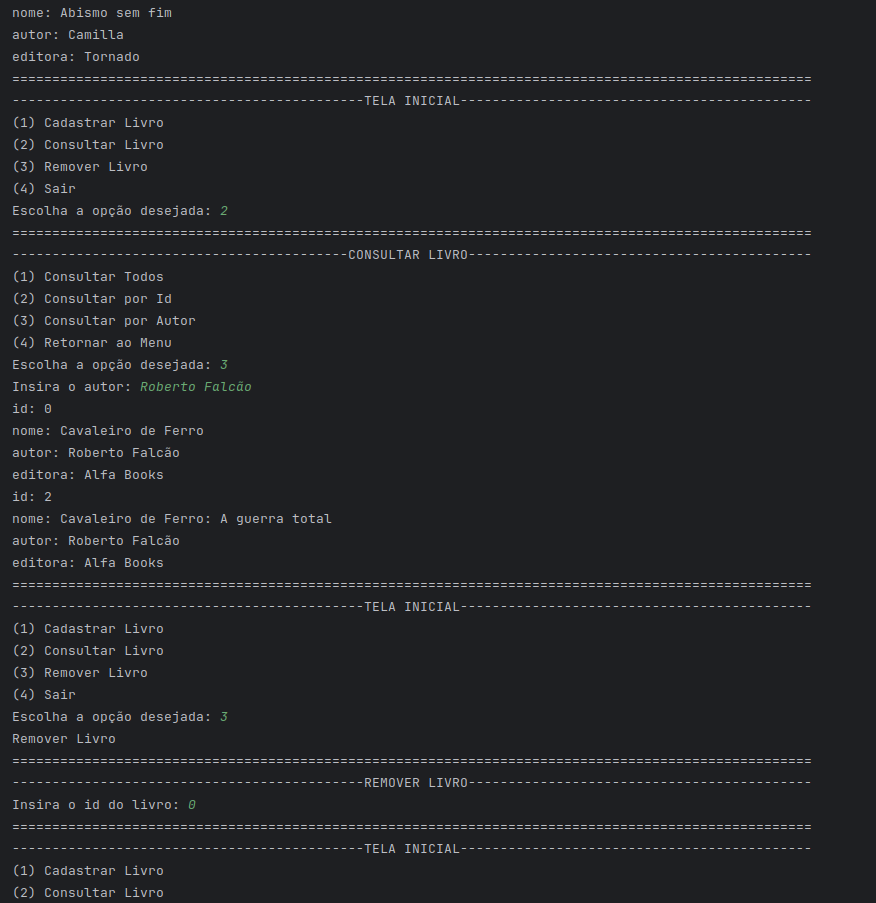 nome: Abismo sem fim
autor: Camilla
editora: Tornado
====================================================================================================
--------------------------------------------TELA INICIAL--------------------------------------------
(1) Cadastrar Livro
(2) Consultar Livro
(3) Remover Livro
(4) Sair
Escolha a opção desejada: 2
====================================================================================================
------------------------------------------CONSULTAR LIVRO-------------------------------------------
(1) Consultar Todos
(2) Consultar por Id
(3) Consultar por Autor
(4) Retornar ao Menu
Escolha a opção desejada: 3
Insira o autor: Roberto Falcão
id: 0
nome: Cavaleiro de Ferro
autor: Roberto Falcão
editora: Alfa Books
id: 2
nome: Cavaleiro de Ferro: A guerra total
autor: Roberto Falcão
editora: Alfa Books
====================================================================================================
--------------------------------------------TELA INICIAL--------------------------------------------
(1) Cadastrar Livro
(2) Consultar Livro
(3) Remover Livro
(4) Sair
Escolha a opção desejada: 3
Remover Livro
====================================================================================================
--------------------------------------------REMOVER LIVRO-------------------------------------------
Insira o id do livro: 0
====================================================================================================
--------------------------------------------TELA INICIAL--------------------------------------------
(1) Cadastrar Livro
(2) Consultar Livro